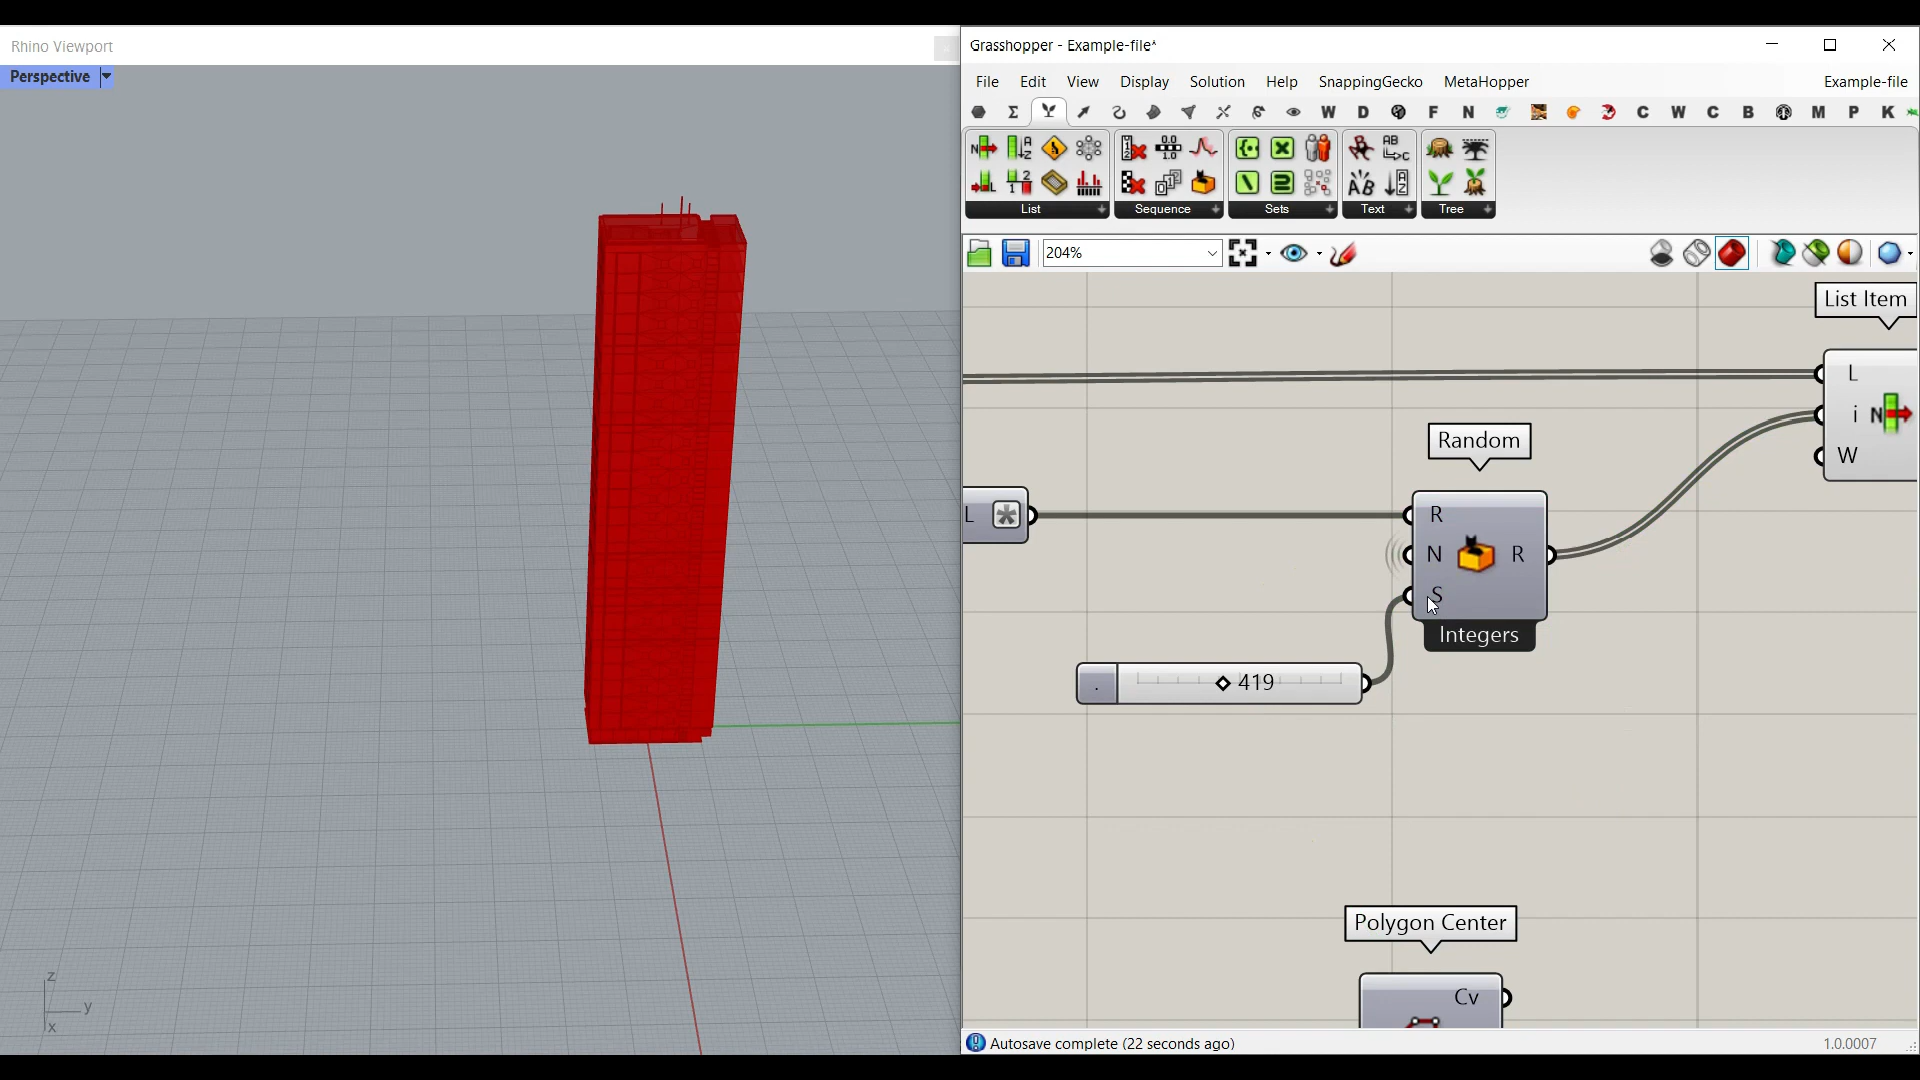 Rhino Viewport
Perspective
z
y
x
Grasshopper - Example-file*
File Edit View Display Solution Help SnappingGecko MetaHopper Example-file
W D F N C W C B M P K
List Sequence Sets Text Tree
204%
List Item
L
i N
W
Random
L
R
N R
S
Integers
. 419
Polygon Center
Cv
Autosave complete (22 seconds ago) 1.0.0007